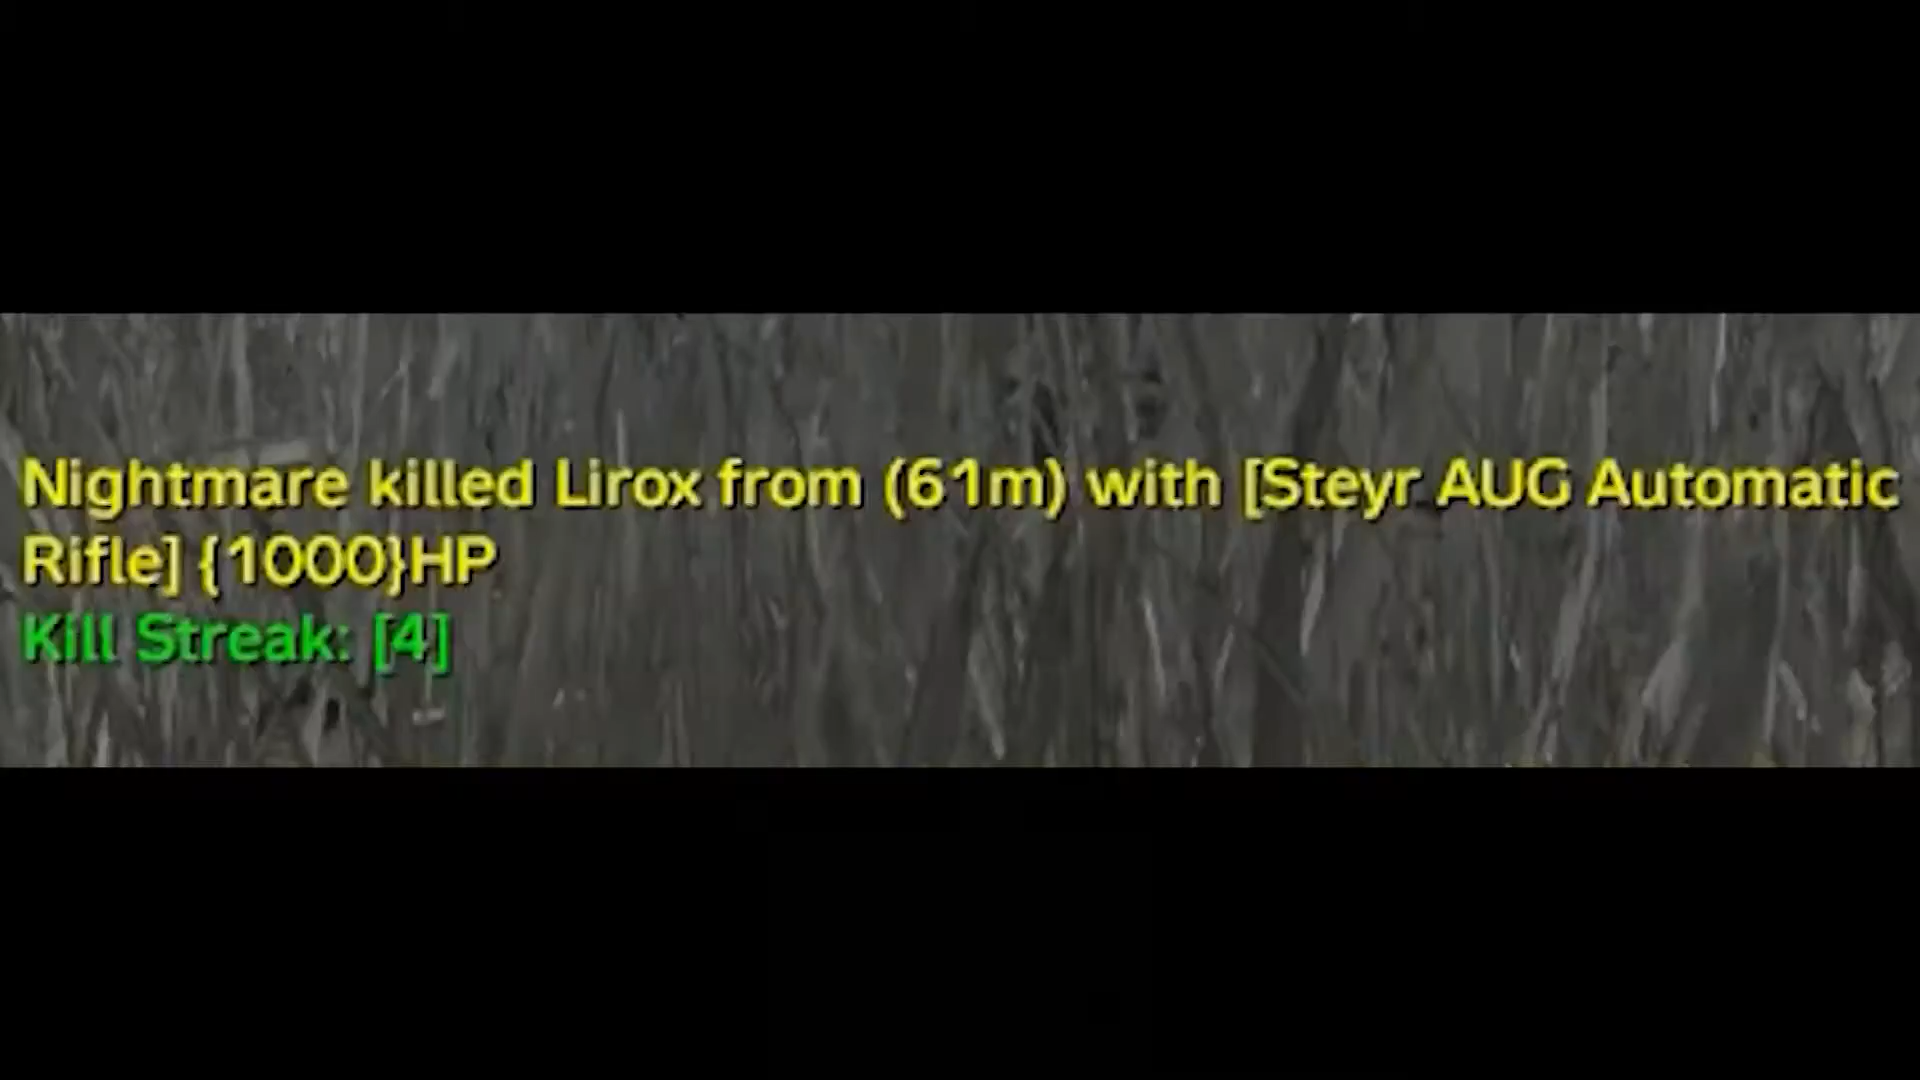 Nightmare killed Lirox from (61m) with [Steyr AUG Automatic
Rifle] {1000}HP
Kill Streak: [4]